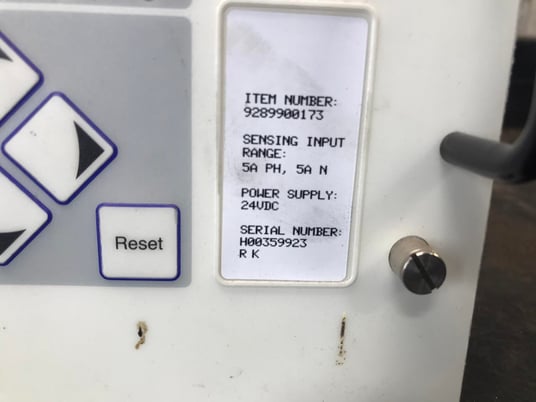 ITEM NUMBER:
9289900173
SENSING INPUT
RANGE:
5A PH, 5A N
POWER SUPPLY:
24VDC
SERIAL NUMBER:
H00359923
R K
Reset